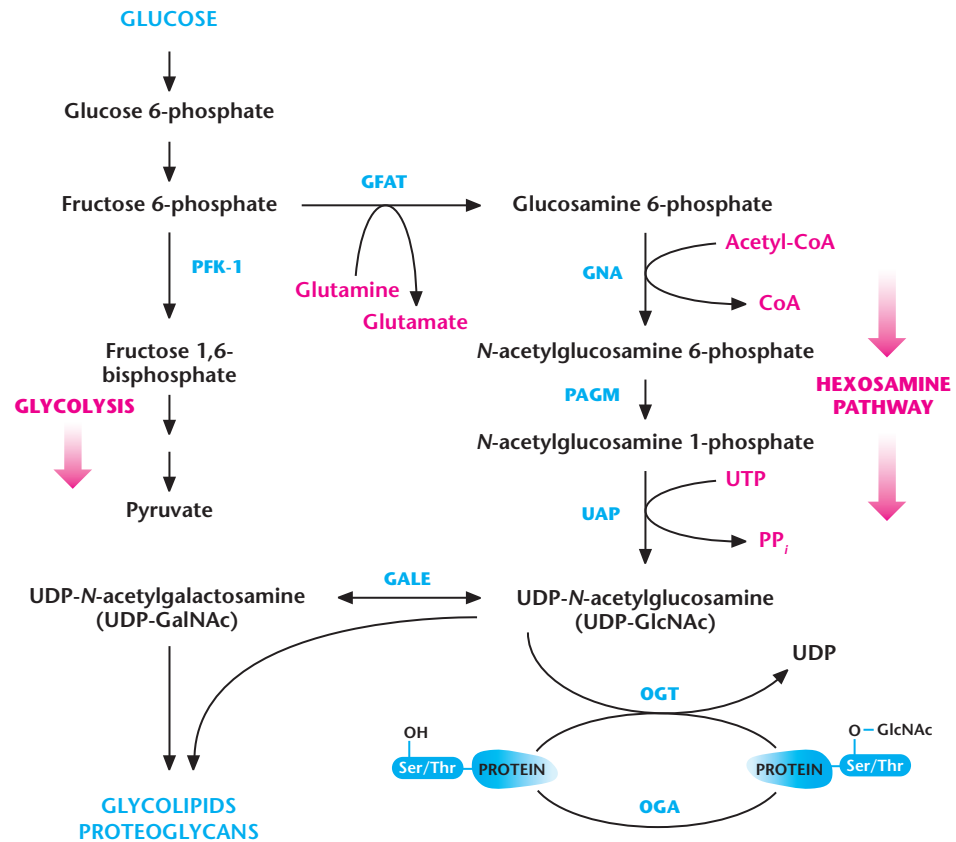 GLUCOSE
Glucose 6-phosphate
GFAT
Fructose 6-phosphate
Glucosamine 6-phosphate
PFK-1
Glutamine
Glutamate
Acetyl-CoA
GNA
CoA
Fructose 1,6-
bisphosphate
N-acetylglucosamine 6-phosphate
GLYCOLYSIS
PAGM
HEXOSAMINE
PATHWAY
N-acetylglucosamine 1-phosphate
Pyruvate
UTP
UAP
PPi
GALE
UDP-N-acetylgalactosamine
(UDP-GalNAc)
UDP-N-acetylglucosamine
(UDP-GlcNAc)
UDP
OGT
OH
Ser/Thr
PROTEIN
O – GlcNAc
PROTEIN
Ser/Thr
OGA
GLYCOLIPIDS
PROTEOGLYCANS